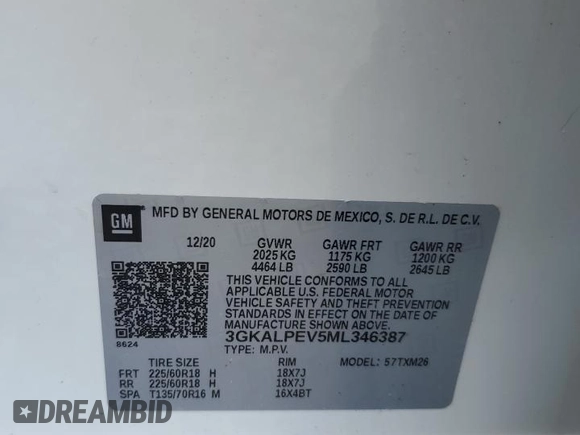 GM
MFD BY GENERAL MOTORS DE MEXICO, S. DE R.L. DE C.V.
12/20 GVWR GAWR FRT GAWR RR
2025 KG 1175 KG 1200 KG
4464 LB 2590 LB 2645 LB
THIS VEHICLE CONFORMS TO ALL
APPLICABLE U.S. FEDERAL MOTOR
VEHICLE SAFETY AND THEFT PREVENTION
STANDARDS IN EFFECT ON THE DATE OF
MANUFACTURE SHOWN ABOVE.
3GKALPEV5ML346387
8624
TYPE: M.P.V.
TIRE SIZE RIM MODEL: 57TXM26
FRT 225/60R18 H 18X7J
RR 225/60R18 H 18X7J
SPA T135/70R16 M 16X4BT
DREAMBID